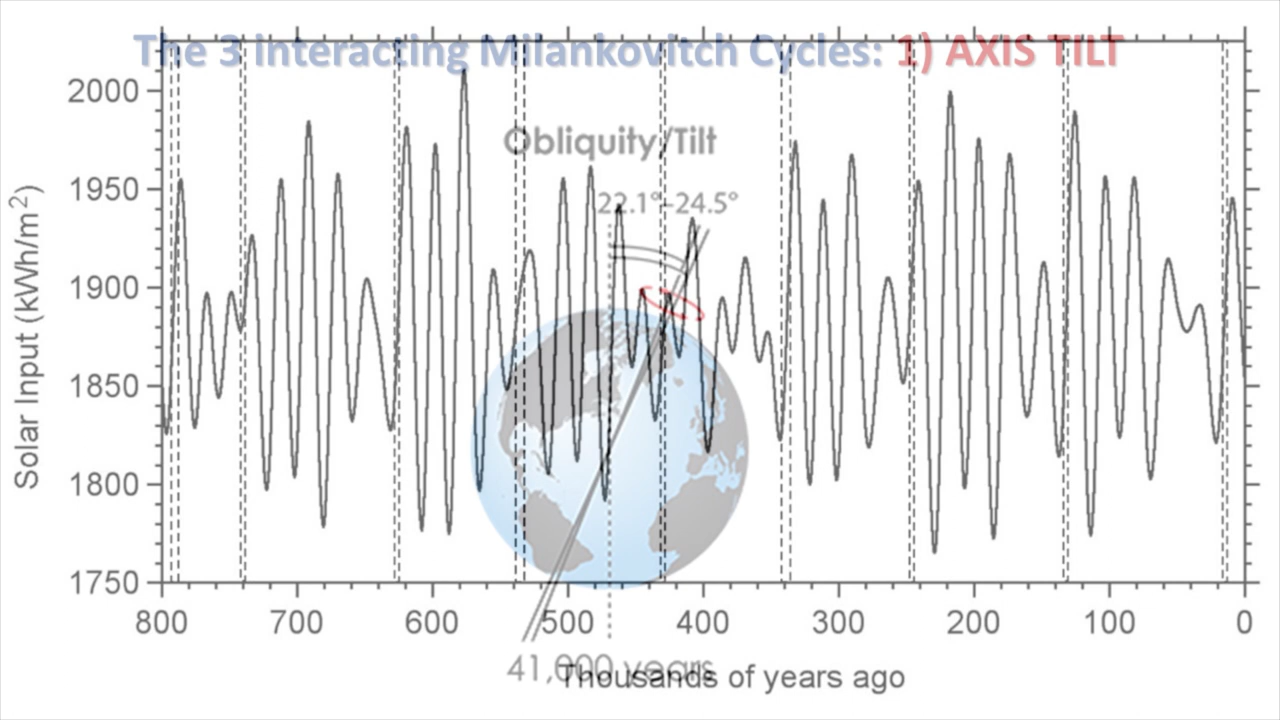 The 3 interacting Milankovitch Cycles: 1) AXIS TILT
2000
Obliquity/Tilt
1950
22.1°–24.5°
1900
Solar Input (kWh/m²)
1850
1800
1750
800 700 600 500 400 300 200 100 0
41,000 years
Thousands of years ago